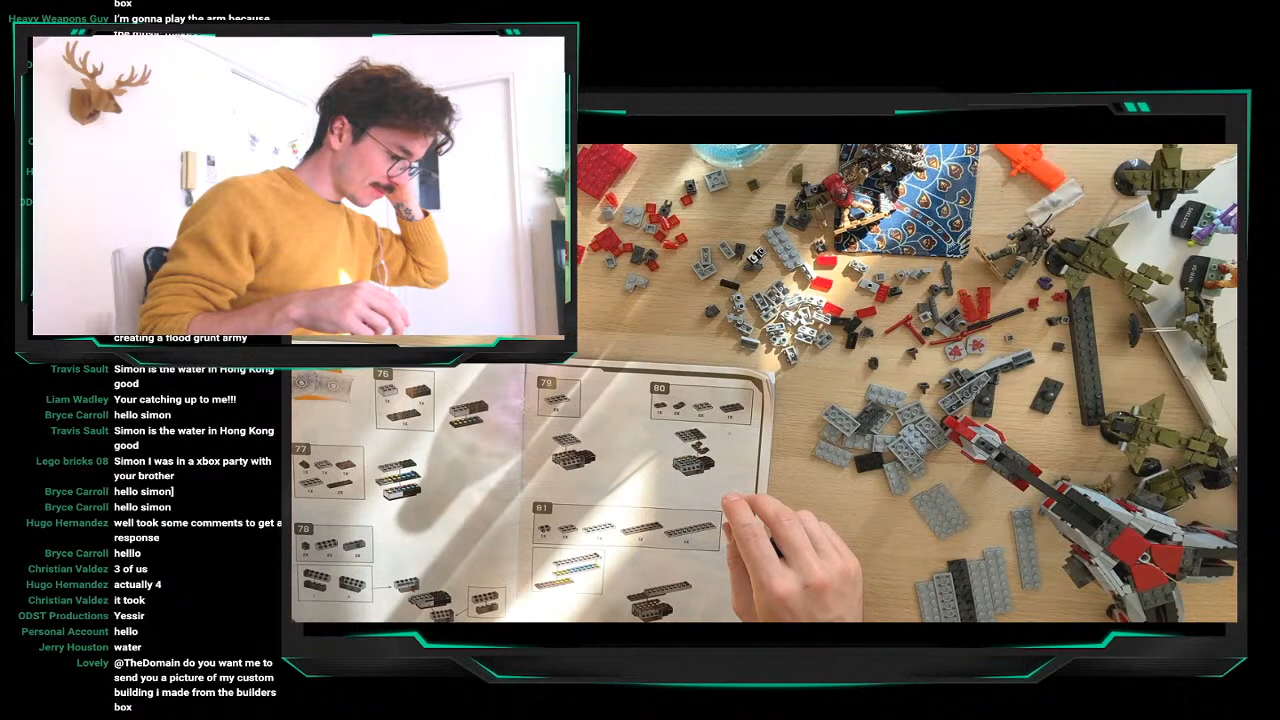 box
Heavy Weapons Guy I'm gonna play the arm because
creating a flood grunt army
Travis Sault Simon is the water in Hong Kong
good
Liam Wadley Your catching up to me!!!
Bryce Carroll hello simon
Travis Sault Simon is the water in Hong Kong
good
Lego bricks 08 Simon I was in a xbox party with
your brother
Bryce Carroll hello simon]
Bryce Carroll hello simon
Hugo Hernandez well took some comments to get a
response
Bryce Carroll helllo
Christian Valdez 3 of us
Hugo Hernandez actually 4
Christian Valdez it took
ODST Productions Yessir
Personal Account hello
Jerry Houston water
Lovely @TheDomain do you want me to
send you a picture of my custom
building i made from the builders
box
76
77
78
79
80
81